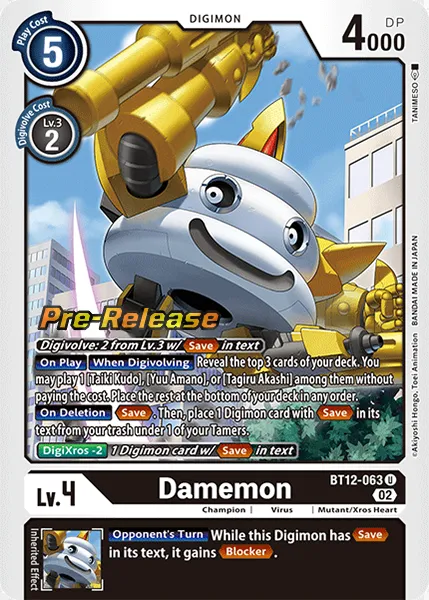 DIGIMON
Play Cost
5
4000
DP
Digivolve Cost
Lv.3
2
TANIMESO
©Akiyoshi Hongo, Toei Animation BANDAI MADE IN JAPAN
Pre-Release
Digivolve: 2 from Lv.3 w/ Save in text
On Play When Digivolving Reveal the top 3 cards of your deck. You
may play 1 [Taiki Kudo], [Yuu Amano], or [Tagiru Akashi] among them without
paying the cost. Place the rest at the bottom of your deck in any order.
On Deletion Save. Then, place 1 Digimon card with Save in its
text from your trash under 1 of your Tamers.
DigiXros -2 1 Digimon card w/ Save in text
Lv.4
Damemon
BT12-063 U
02
Champion | Virus | Mutant/Xros Heart
Inherited Effect
Opponent's Turn While this Digimon has Save
in its text, it gains Blocker.